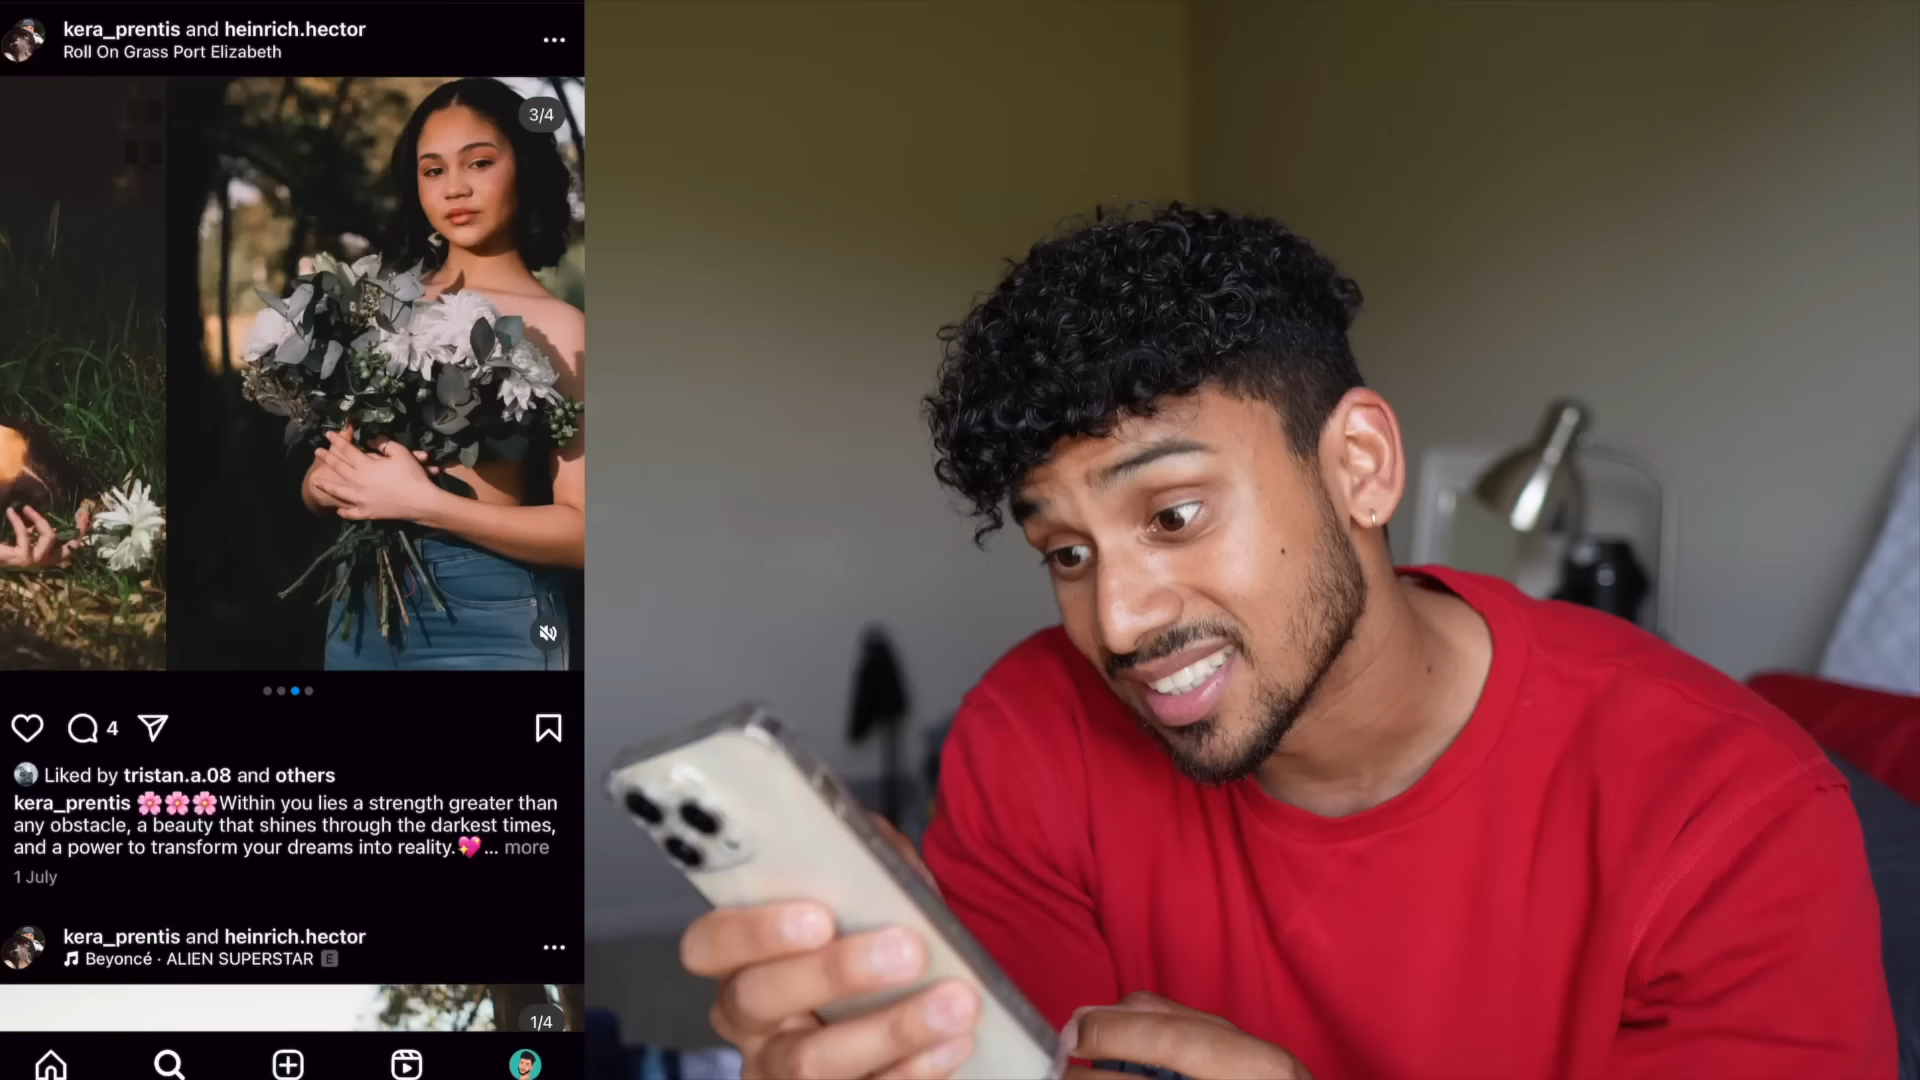 kera_prentis and heinrich.hector
Roll On Grass Port Elizabeth
3/4
4
Liked by tristan.a.08 and others
kera_prentis 🌸🌸🌸Within you lies a strength greater than
any obstacle, a beauty that shines through the darkest times,
and a power to transform your dreams into reality.💖... more
1 July
kera_prentis and heinrich.hector
Beyoncé · ALIEN SUPERSTAR E
1/4